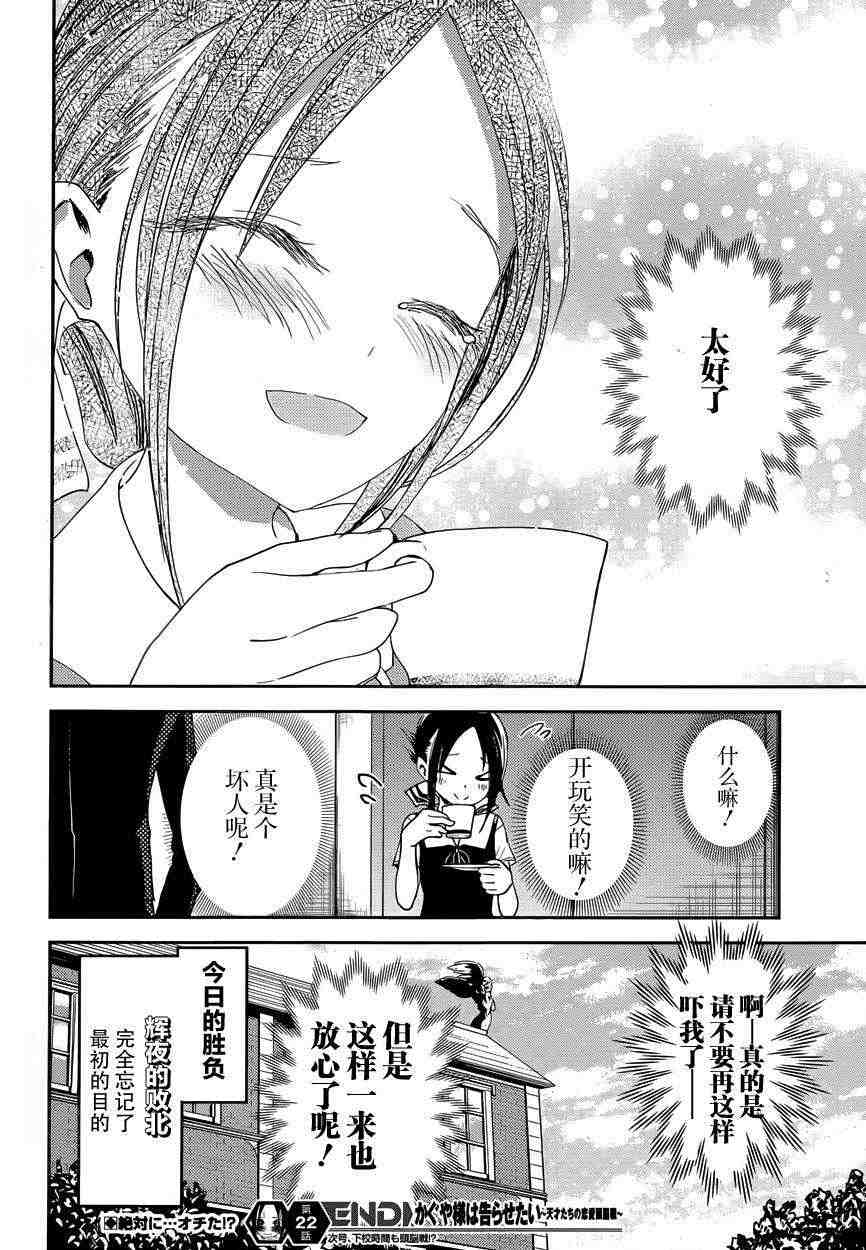 太好了
什么嘛！
开玩笑的嘛！
真是个
坏人呢！
啊—真的是
请不要再这样
吓我了——
但是
这样一来也
放心了呢！
今日的胜负
辉夜的败北
完全忘记了
最初的目的
絶対に…オチた!?
第22話
END
かぐや様は告らせたい～天才たちの恋愛頭脳戦～
次号、下校時間も頭脳戦!?